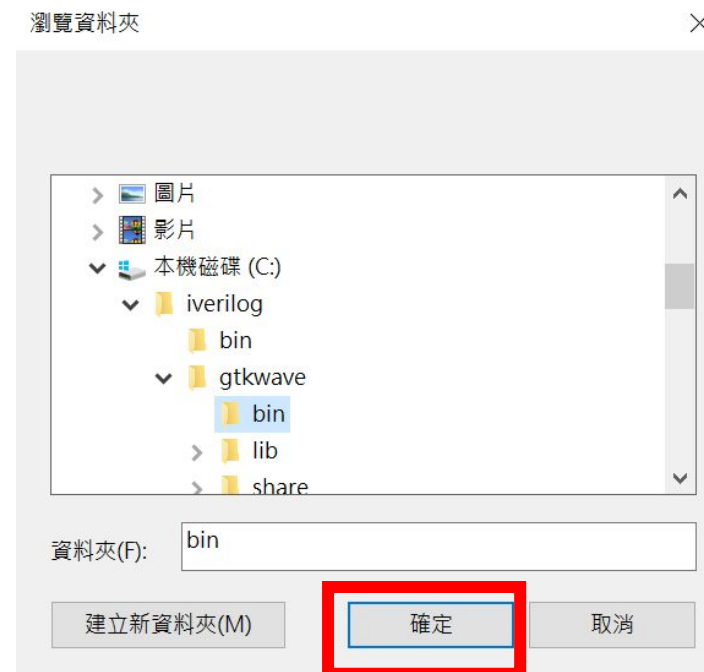 瀏覽資料夾
圖片
影片
本機磁碟 (C:)
iverilog
bin
gtkwave
bin
lib
share
資料夾(F):
bin
建立新資料夾(M)
確定
取消